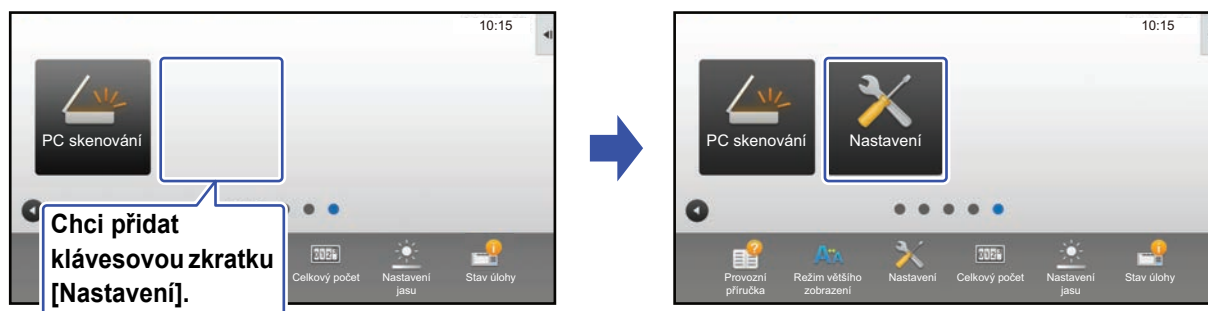 10:15
PC skenování
Chci přidat
klávesovou zkratku
[Nastavení].
Celkový počet
Nastavení
jasu
Stav úlohy
10:15
PC skenování
Nastavení
Provozní
příručka
Režim většího
zobrazení
Nastavení
Celkový počet
Nastavení
jasu
Stav úlohy